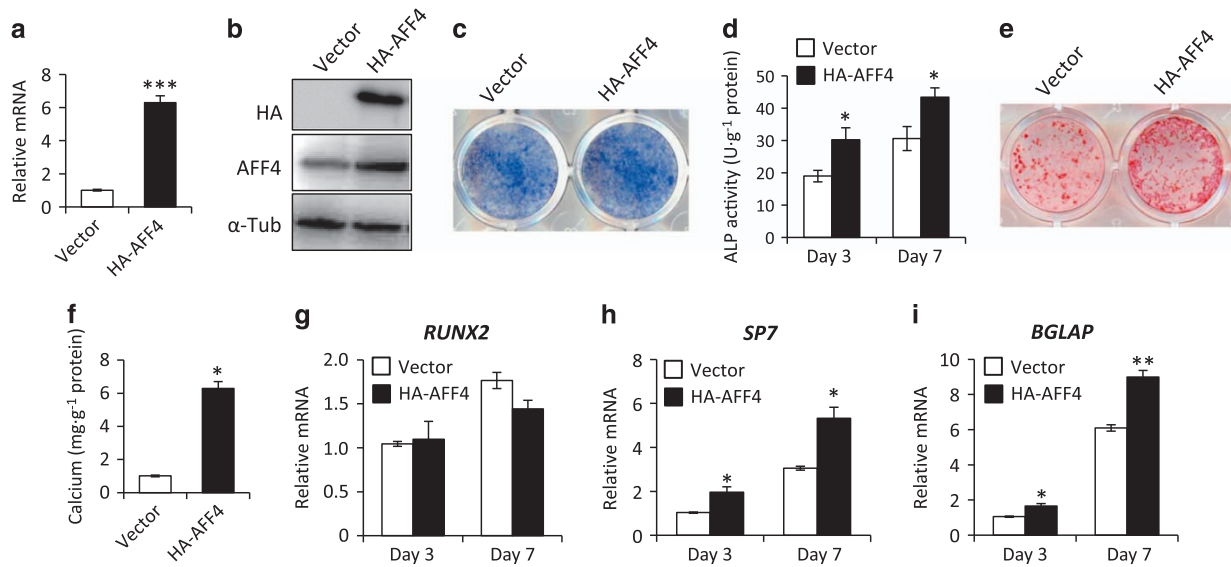 a
Relative mRNA
8
6
4
2
0
***
Vector
HA-AFF4
b
Vector
HA-AFF4
HA
AFF4
α-Tub
c
Vector
HA-AFF4
d
Vector
HA-AFF4
ALP activity (U·g⁻¹ protein)
50
40
30
20
10
0
*
*
Day 3
Day 7
e
Vector
HA-AFF4
f
Calcium (mg·g⁻¹ protein)
8
6
4
2
0
*
Vector
HA-AFF4
g
RUNX2
Vector
HA-AFF4
Relative mRNA
2.0
1.5
1.0
0.5
0
Day 3
Day 7
h
SP7
Vector
HA-AFF4
Relative mRNA
8
6
4
2
0
*
*
Day 3
Day 7
i
BGLAP
Vector
HA-AFF4
Relative mRNA
10
8
6
4
2
0
*
**
Day 3
Day 7